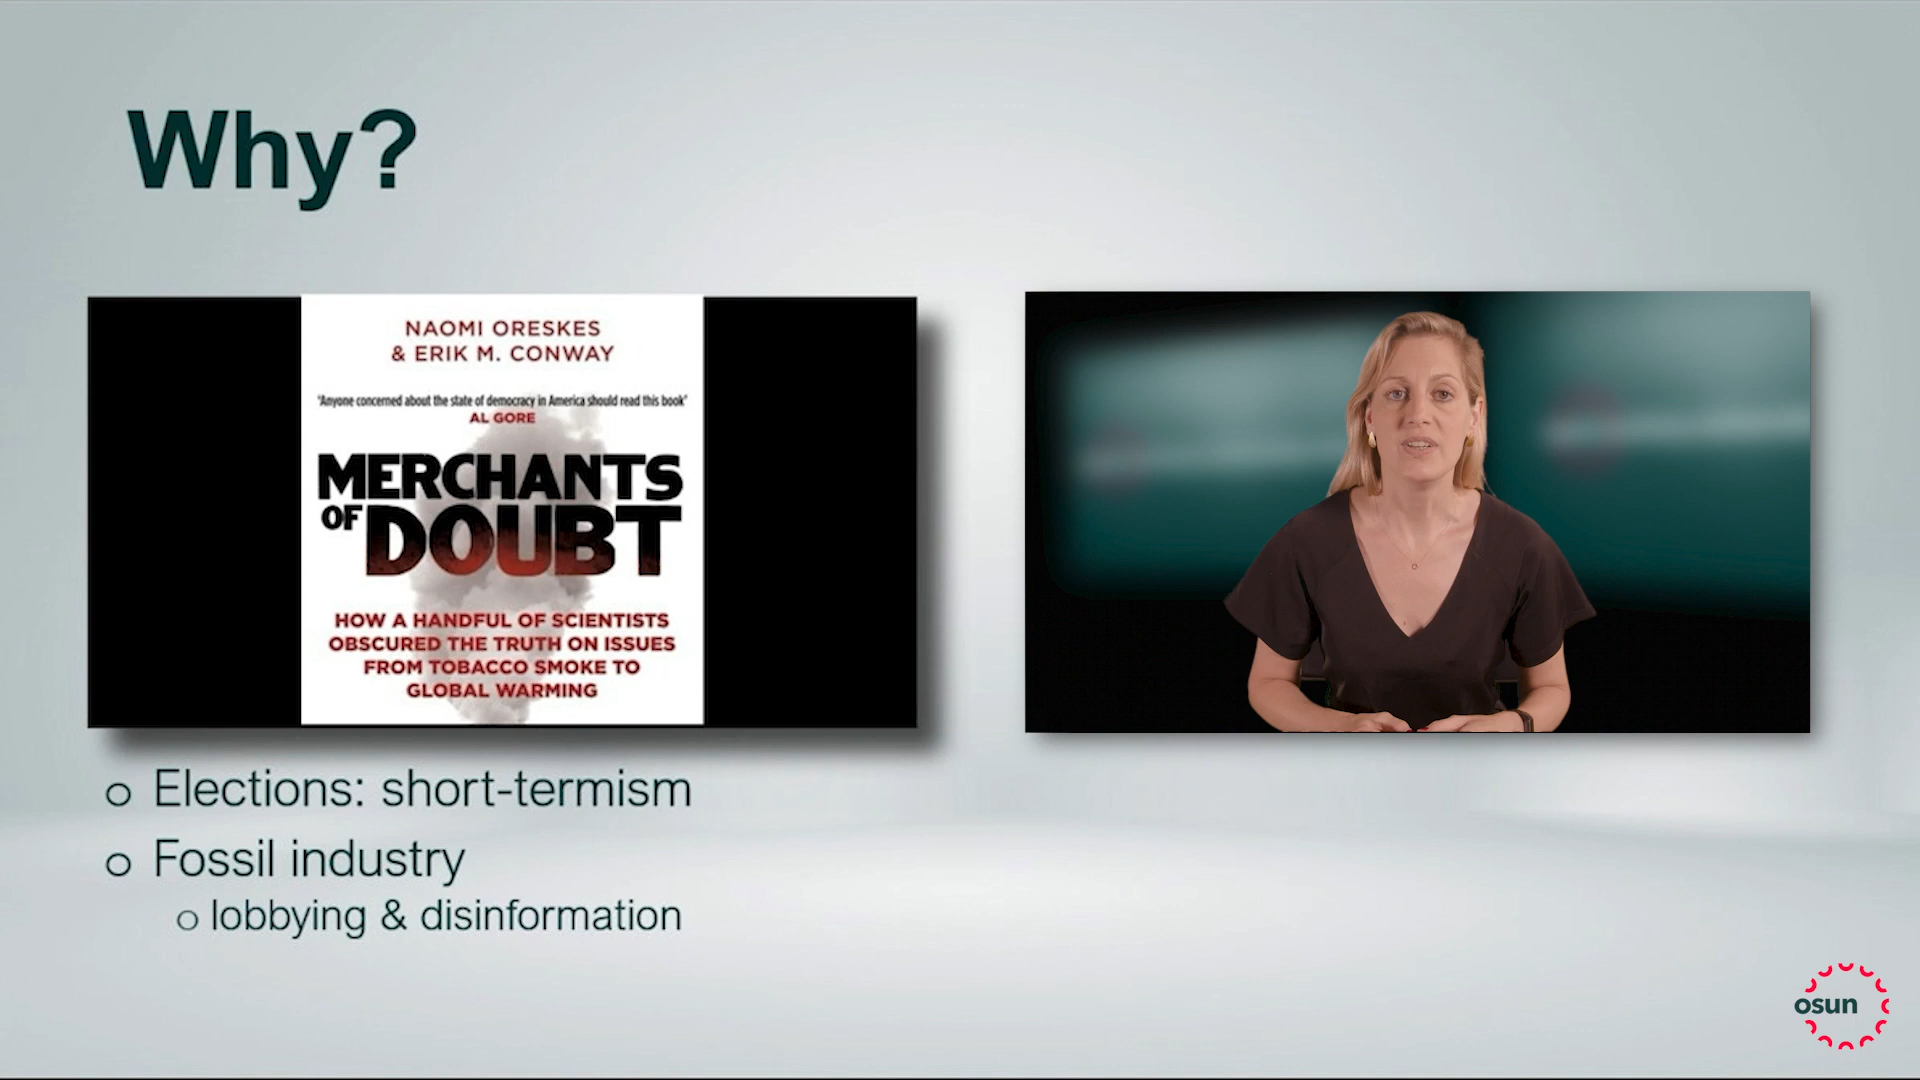 Why?
NAOMI ORESKES
& ERIK M. CONWAY
"Anyone concerned about the state of democracy in America should read this book"
AL GORE
MERCHANTS
OF DOUBT
HOW A HANDFUL OF SCIENTISTS
OBSCURED THE TRUTH ON ISSUES
FROM TOBACCO SMOKE TO
GLOBAL WARMING
Elections: short-termism
Fossil industry
lobbying & disinformation
osun